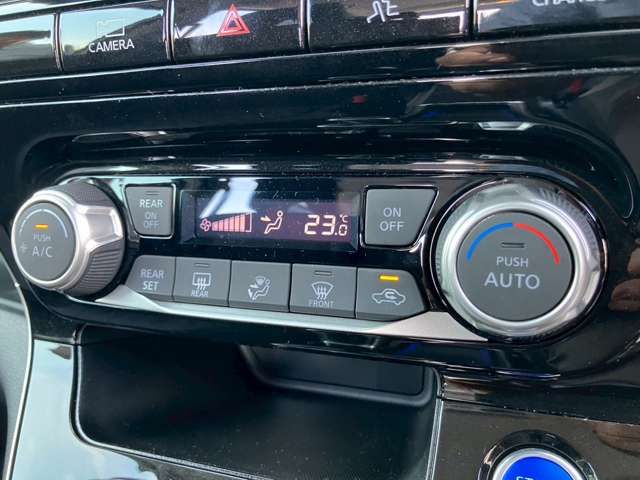 CAMERA
REAR
ON
OFF
23.0
°C
ON
OFF
PUSH
A/C
REAR
SET
REAR
FRONT
PUSH
AUTO